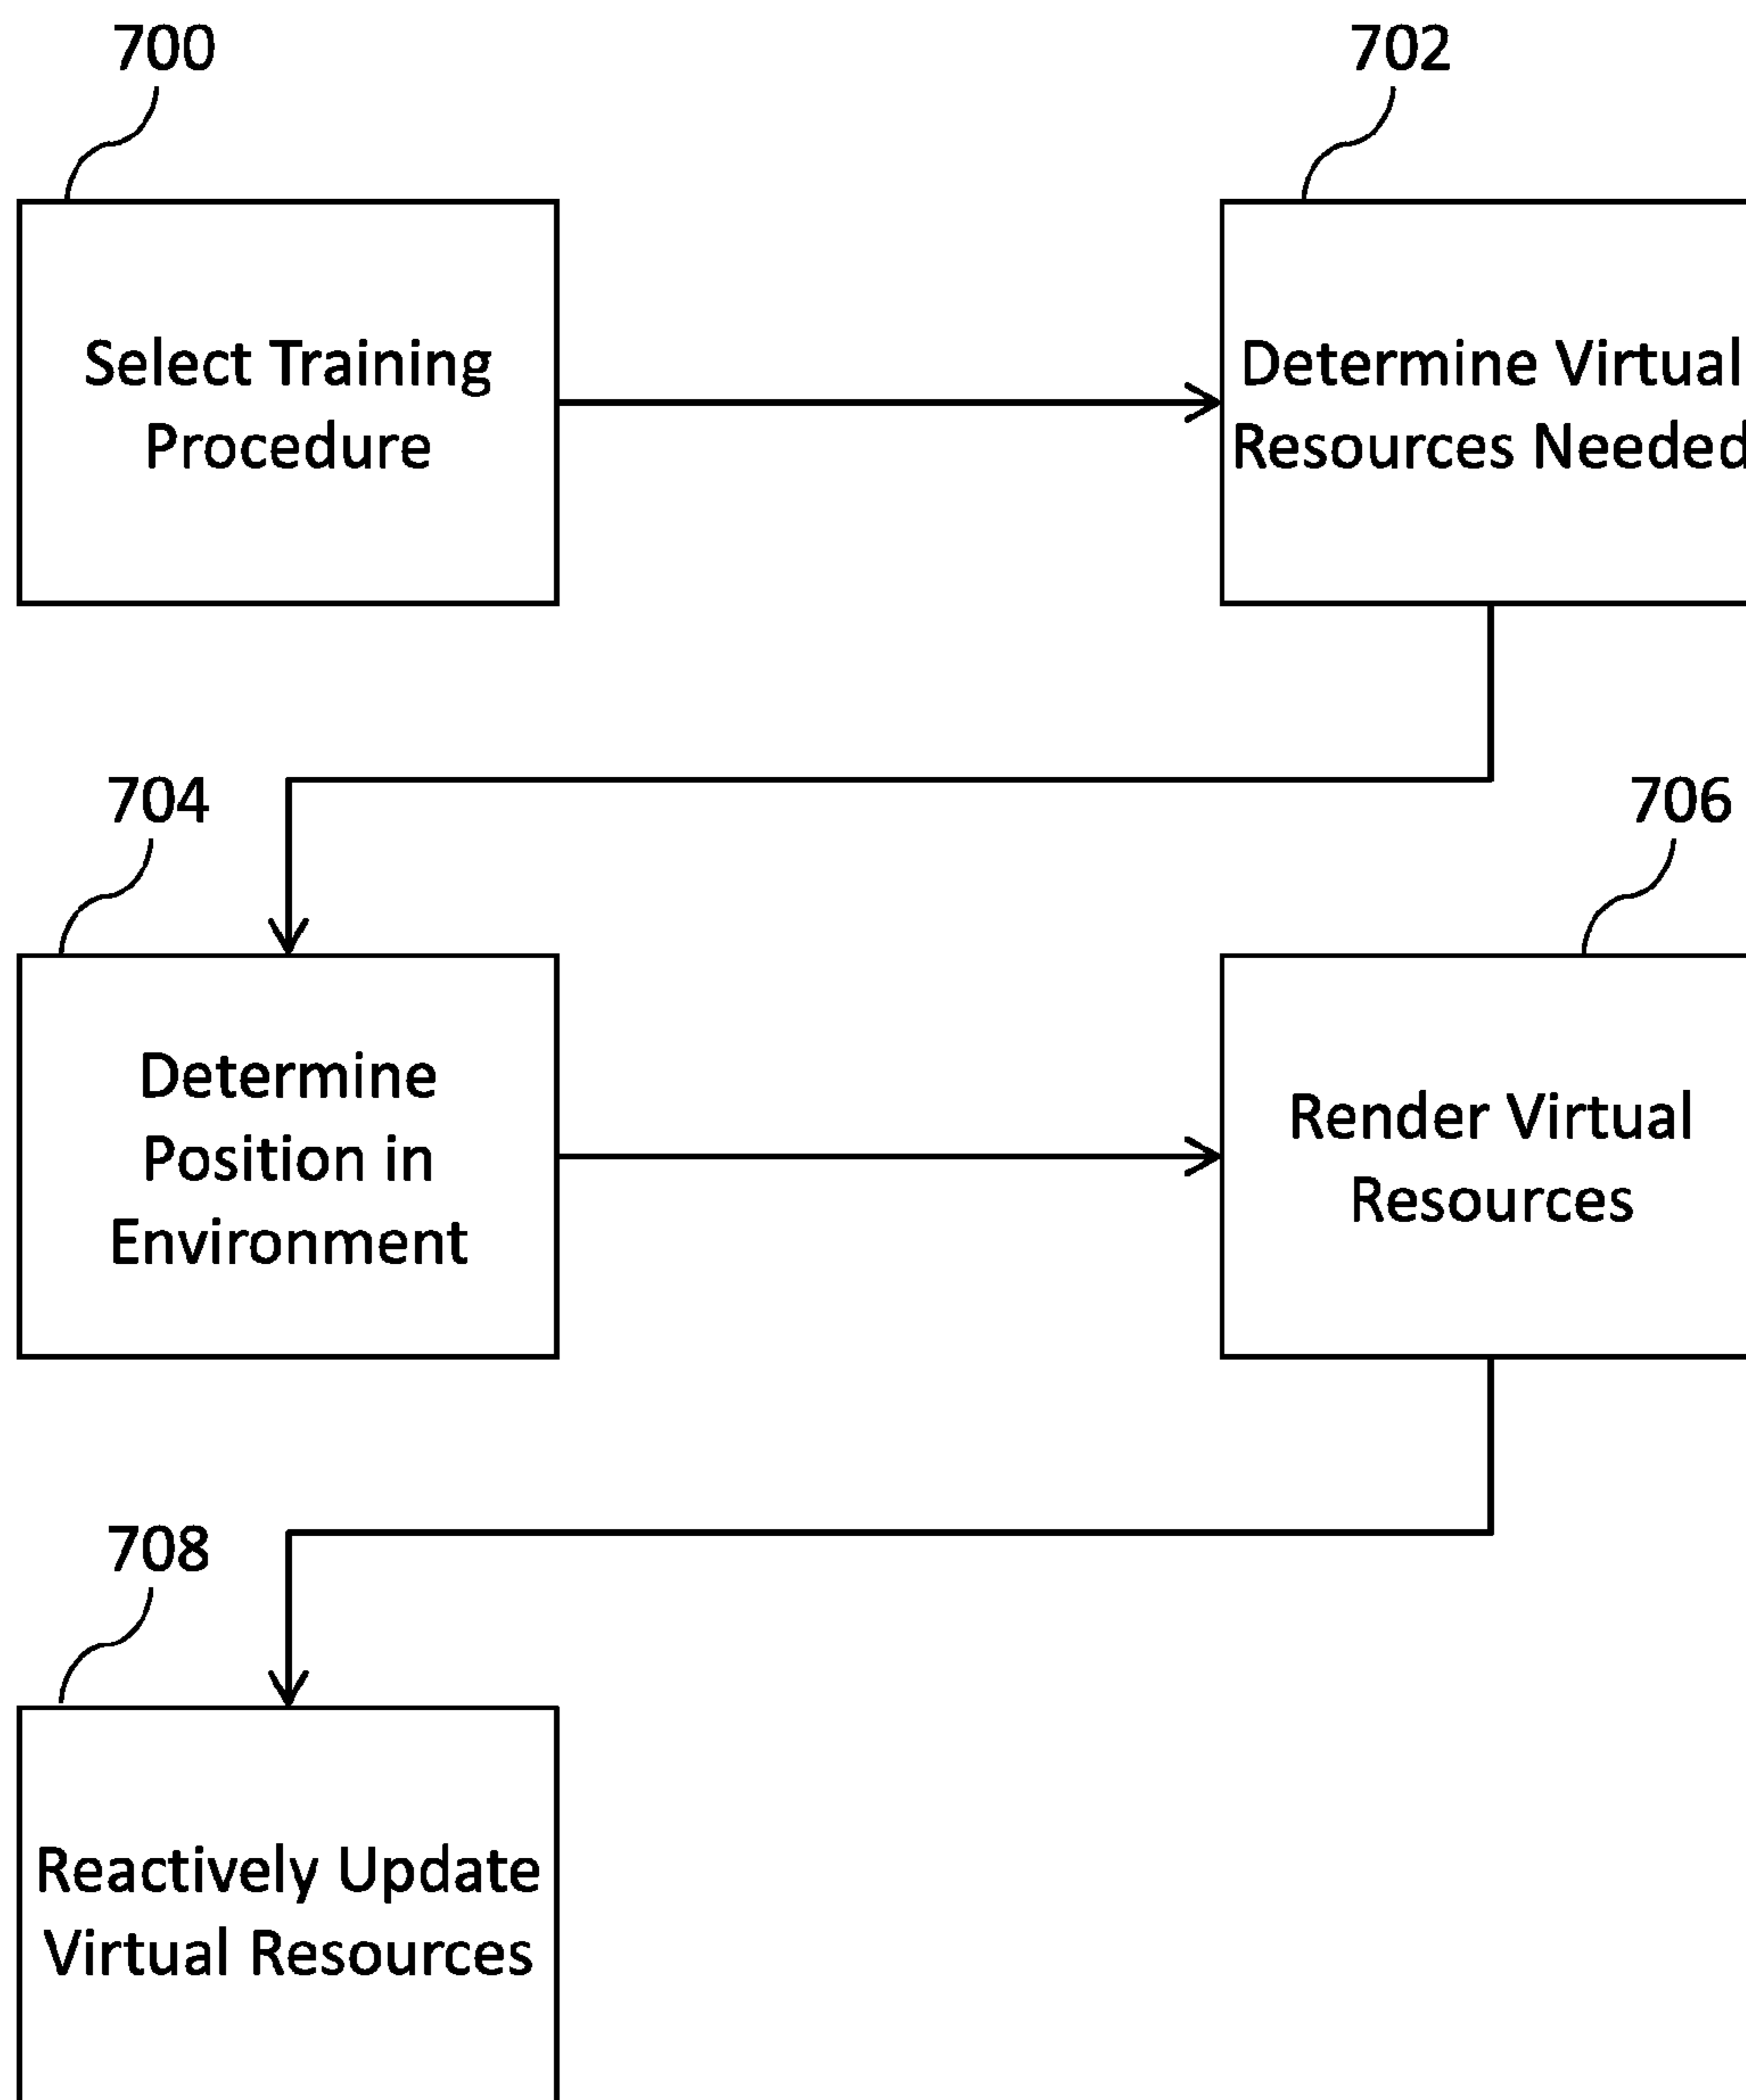 700
702
Select Training
Procedure
Determine Virtual
Resources Needed
704
706
Determine
Position in
Environment
Render Virtual
Resources
708
Reactively Update
Virtual Resources